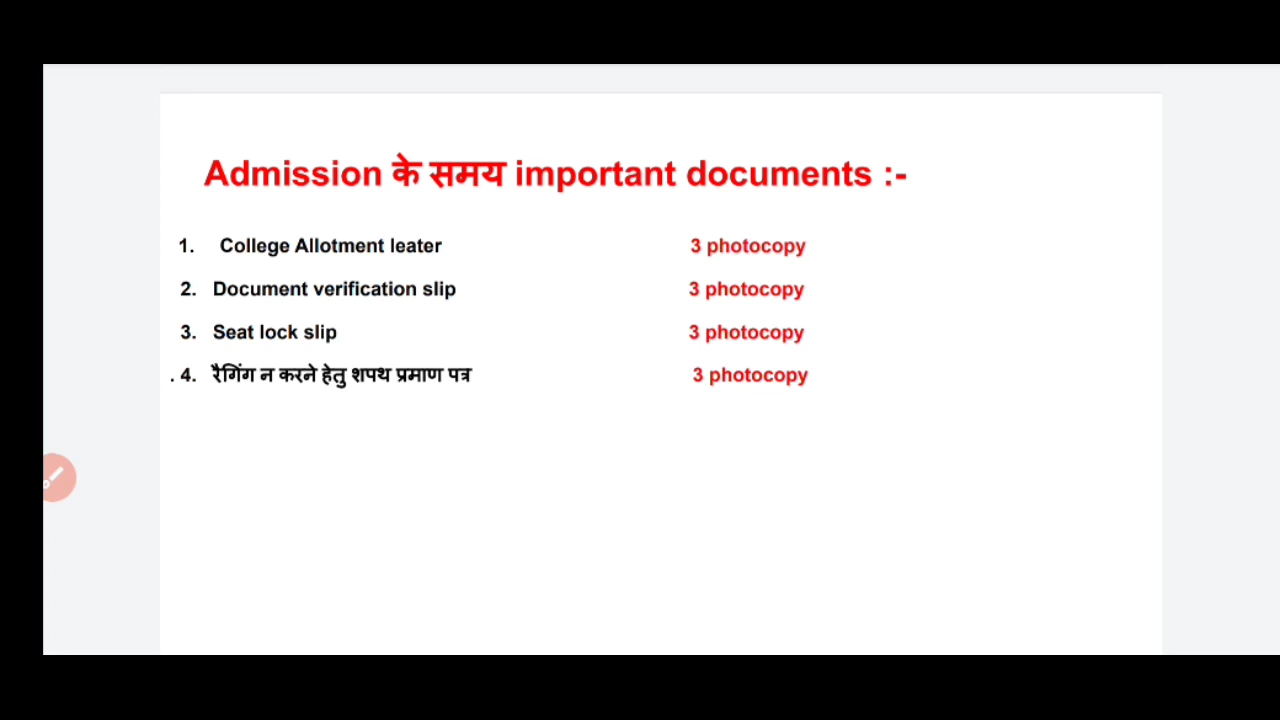 Admission के समय important documents :-
1. College Allotment leater 3 photocopy
2. Document verification slip 3 photocopy
3. Seat lock slip 3 photocopy
. 4. रैगिंग न करने हेतु शपथ प्रमाण पत्र 3 photocopy